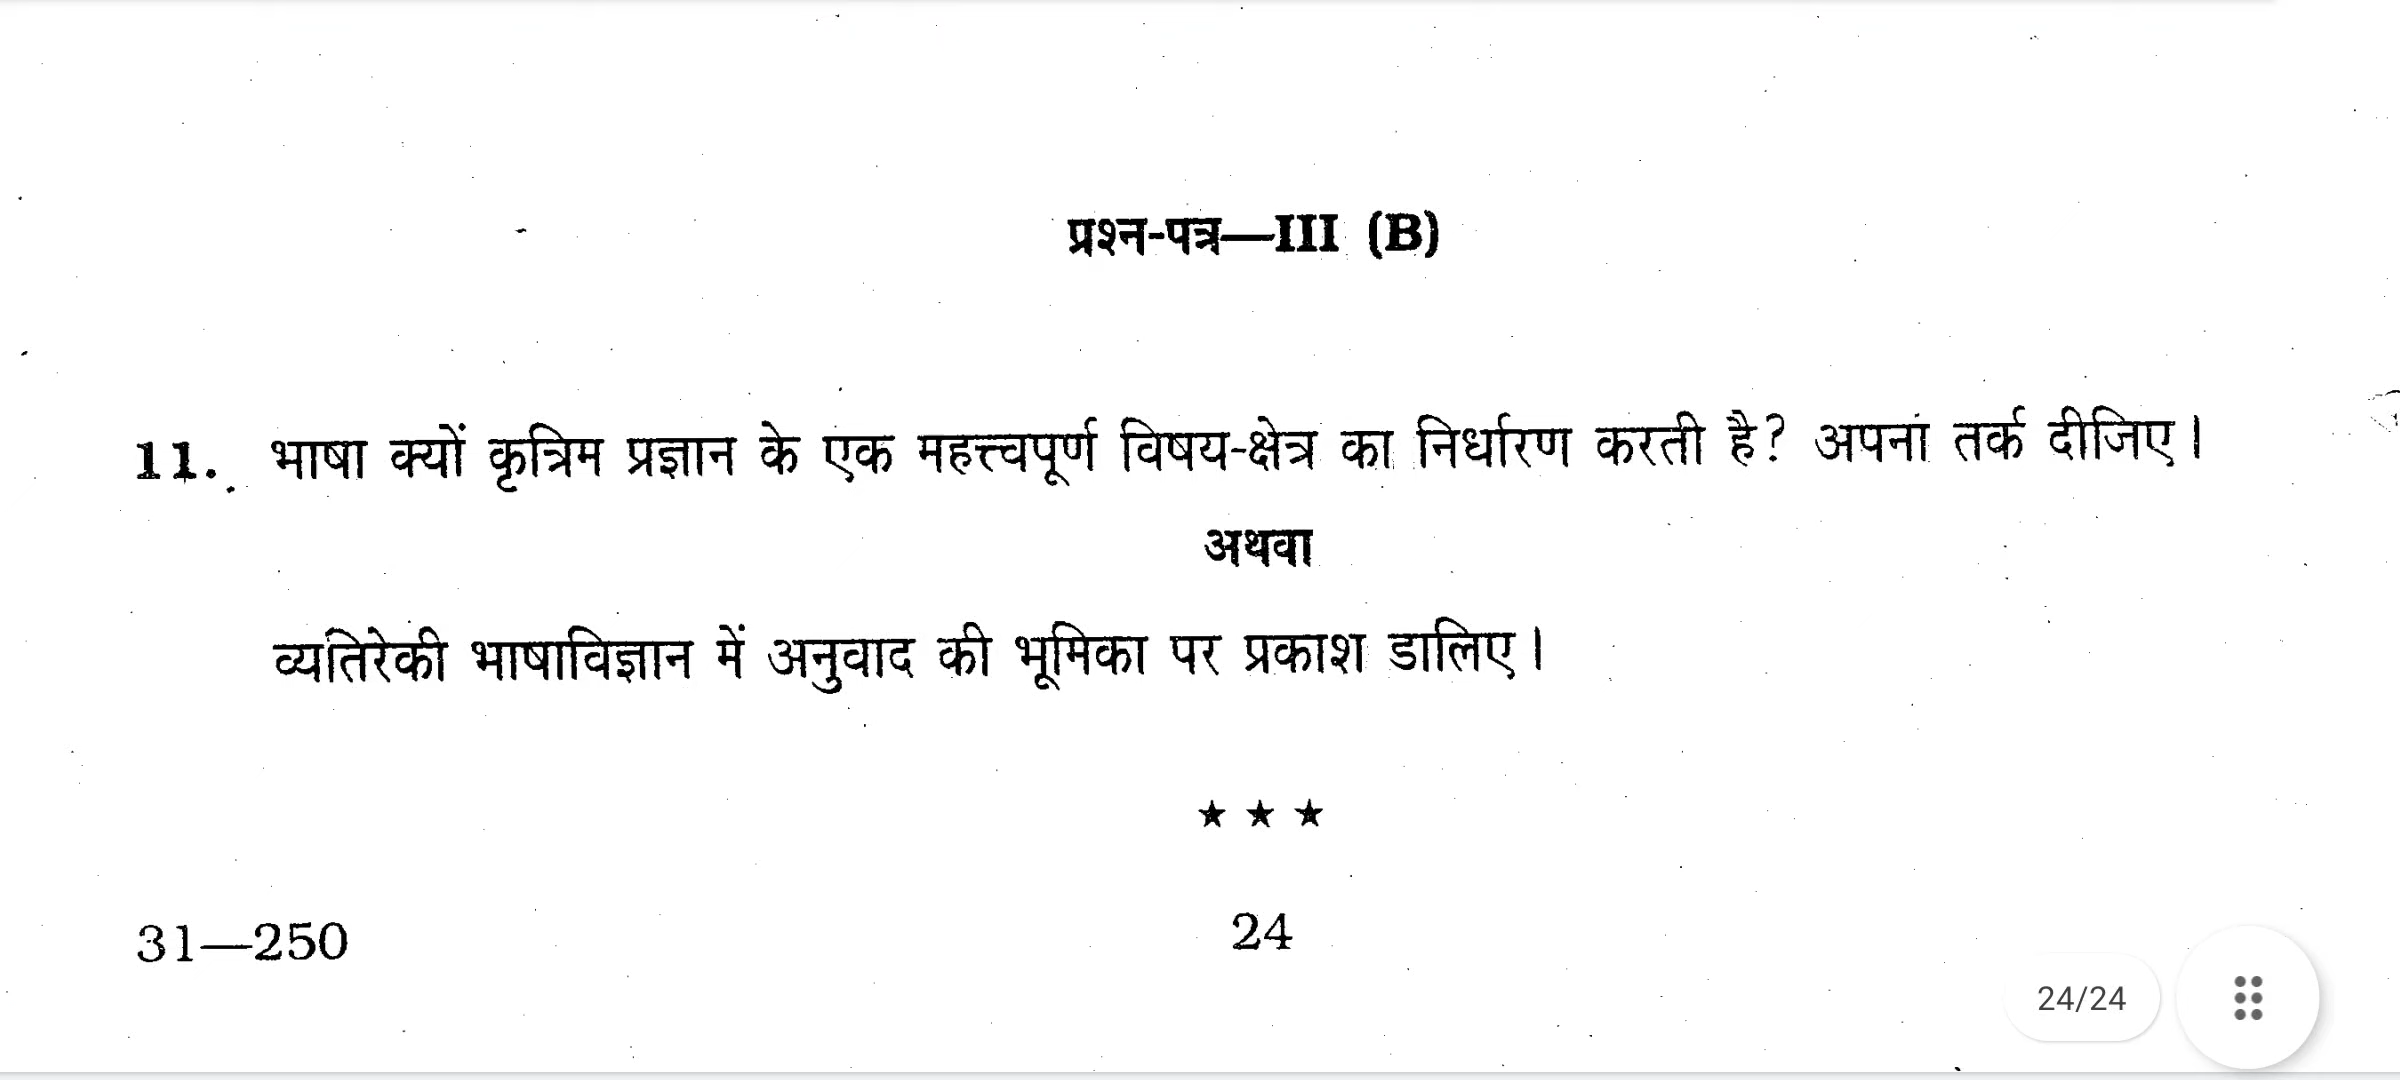 प्रश्न-पत्र—III (B)
11. भाषा क्यों कृत्रिम प्रज्ञान के एक महत्त्वपूर्ण विषय-क्षेत्र का निर्धारण करती है? अपना तर्क दीजिए।
अथवा
व्यतिरेकी भाषाविज्ञान में अनुवाद की भूमिका पर प्रकाश डालिए।
★ ★ ★
31—250
24
24/24